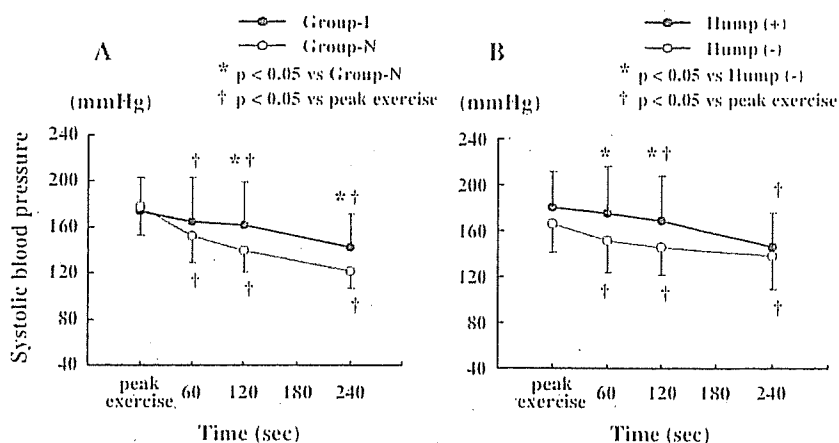 A
Group-I
Group-N
* p < 0.05 vs Group-N
† p < 0.05 vs peak exercise
(mmHg)
Systolic blood pressure
240
200
160
120
80
40
† *† *†
† † †
peak exercise 60 120 180 240
Time (sec)
B
Hump (+)
Hump (-)
* p < 0.05 vs Hump (-)
† p < 0.05 vs peak exercise
(mmHg)
240
200
160
120
80
40
* *† †
† † †
peak exercise 60 120 180 240
Time (sec)